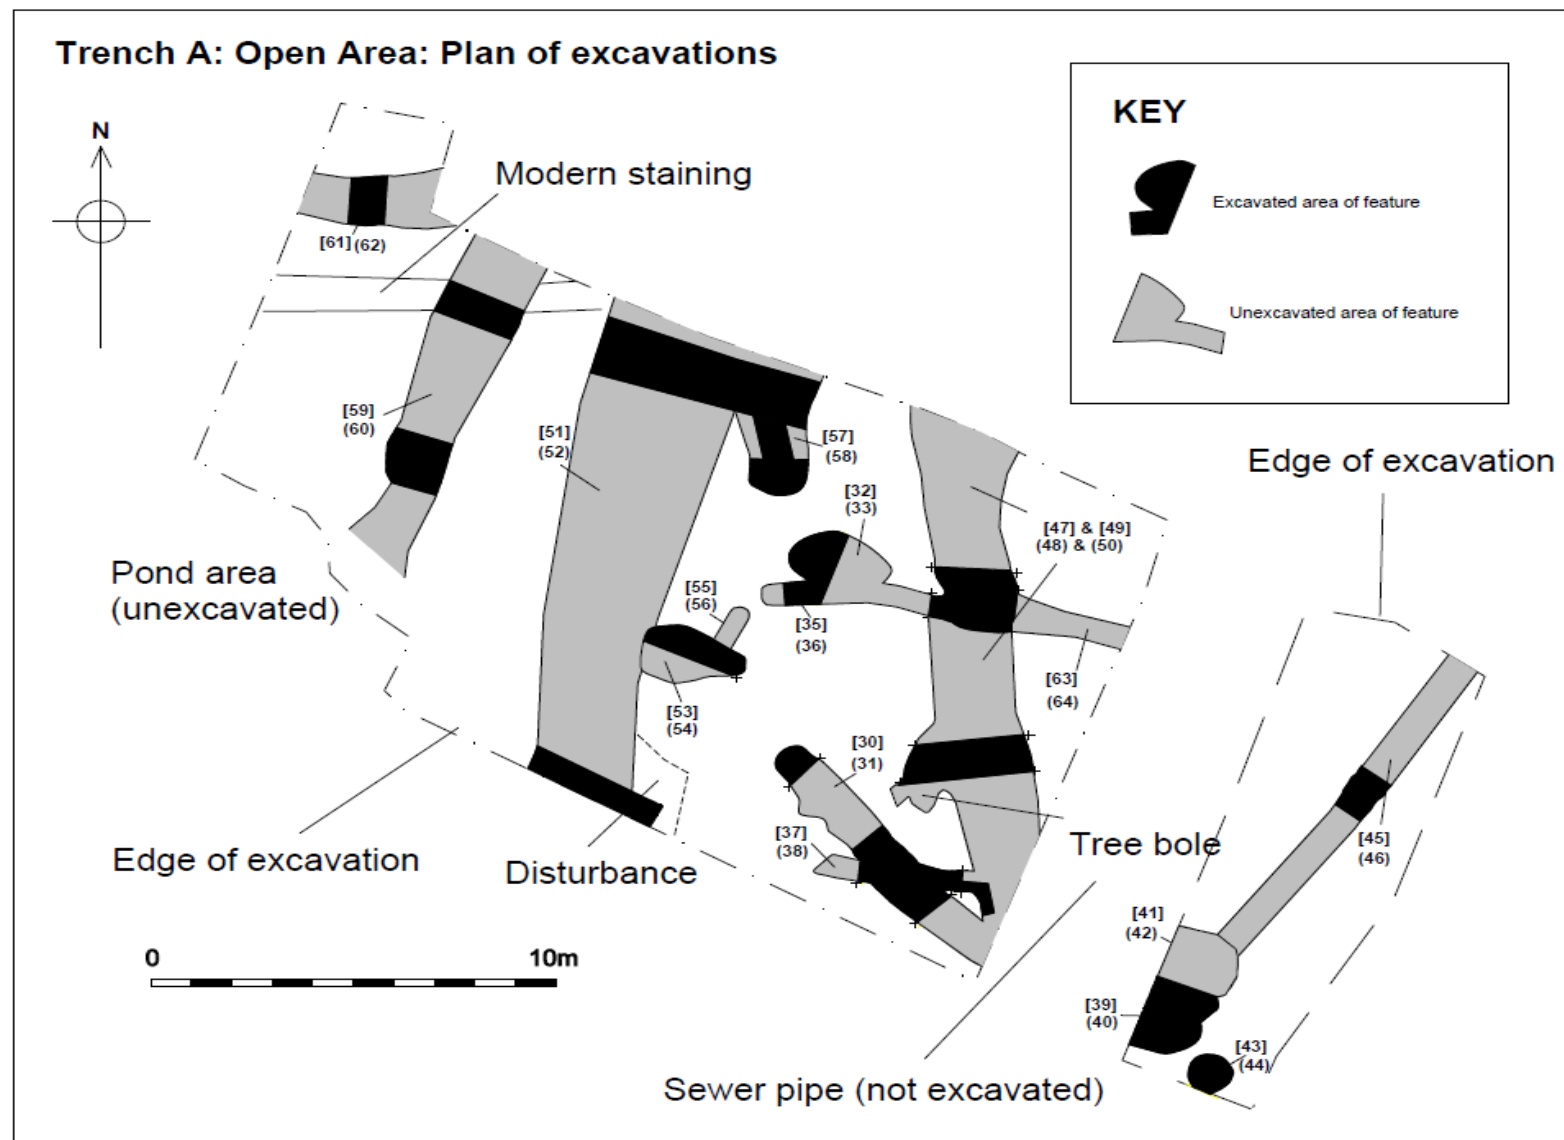 Trench A: Open Area: Plan of excavations
KEY
Excavated area of feature
Unexcavated area of feature
N
Modern staining
[61] (62)
[59]
(60)
[51]
(52)
[57]
(58)
[32]
(33)
[47] & [49]
(48) & (50)
Edge of excavation
Pond area
(unexcavated)
[55]
(56)
[35]
(36)
[63]
(64)
[53]
(54)
[30]
(31)
[37]
(38)
Edge of excavation
Disturbance
Tree bole
[45]
(46)
[41]
(42)
0 10m
[39]
(40)
[43]
(44)
Sewer pipe (not excavated)